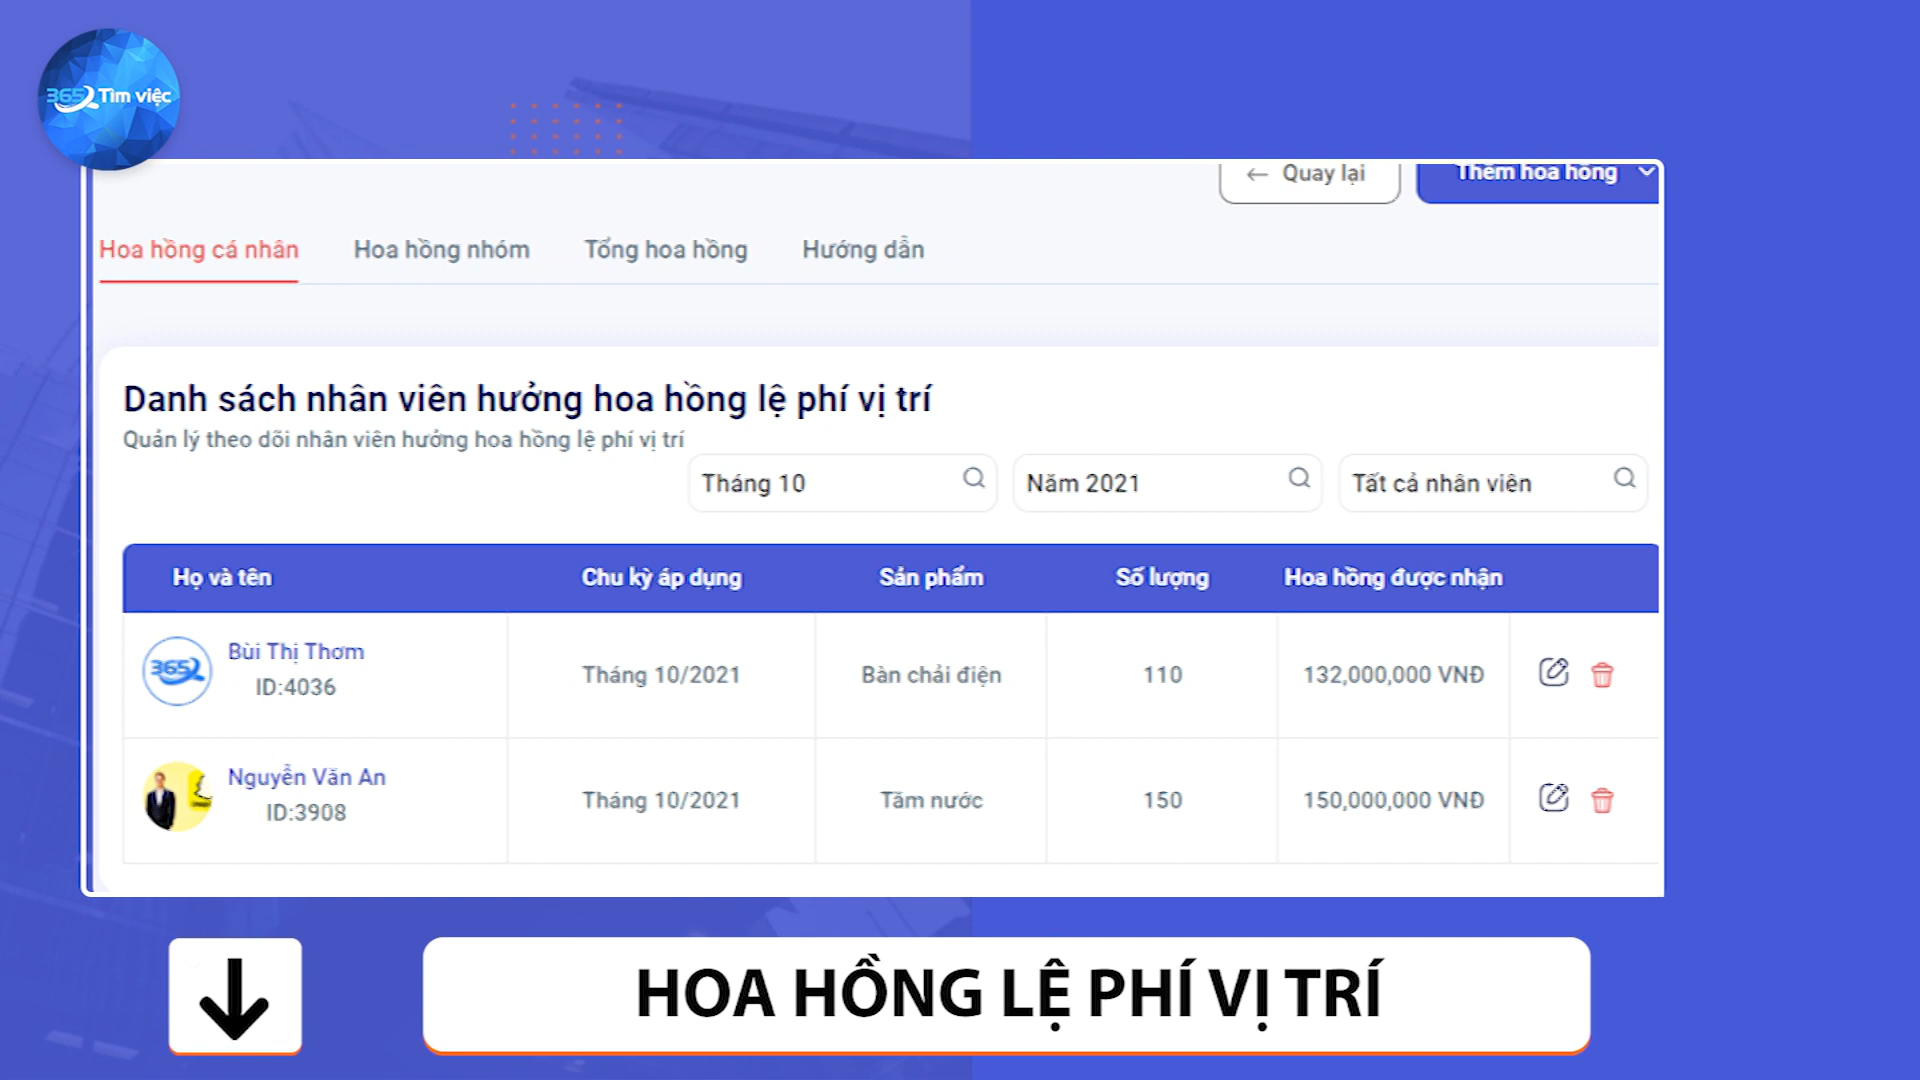 365 Tìm việc
← Quay lại
Thêm hoa hồng
Hoa hồng cá nhân
Hoa hồng nhóm
Tổng hoa hồng
Hướng dẫn
Danh sách nhân viên hưởng hoa hồng lệ phí vị trí
Quản lý theo dõi nhân viên hưởng hoa hồng lệ phí vị trí
Tháng 10
Năm 2021
Tất cả nhân viên
Họ và tên
Chu kỳ áp dụng
Sản phẩm
Số lượng
Hoa hồng được nhận
365
Bùi Thị Thơm
ID:4036
Tháng 10/2021
Bàn chải điện
110
132,000,000 VNĐ
Nguyễn Văn An
ID:3908
Tháng 10/2021
Tăm nước
150
150,000,000 VNĐ
HOA HỒNG LỆ PHÍ VỊ TRÍ